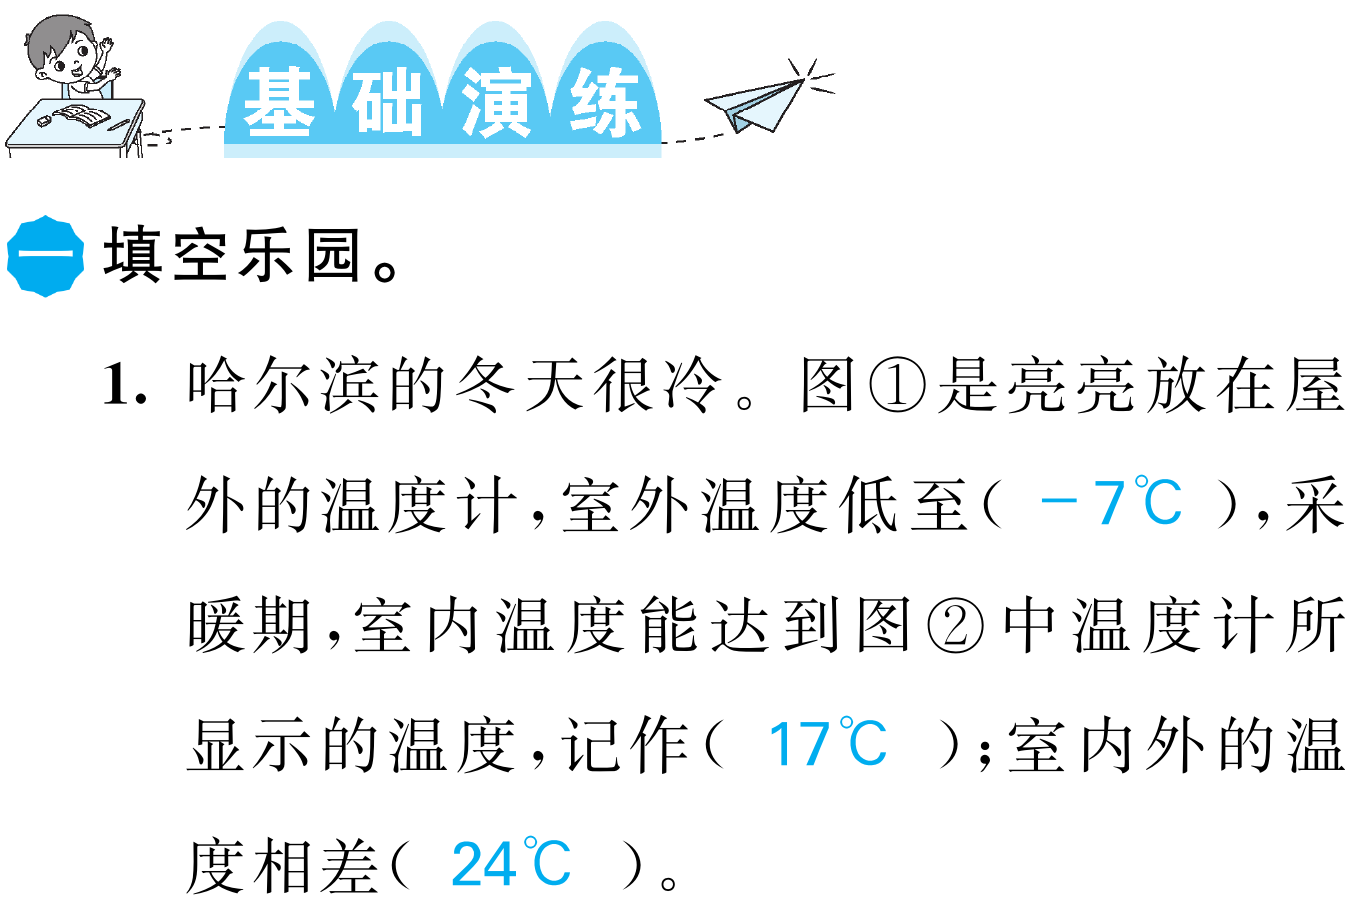 基础演练
一 填空乐园。
1. 哈尔滨的冬天很冷。图①是亮亮放在屋
外的温度计,室外温度低至( －7℃ ),采
暖期,室内温度能达到图②中温度计所
显示的温度,记作( 17℃ );室内外的温
度相差( 24℃ )。